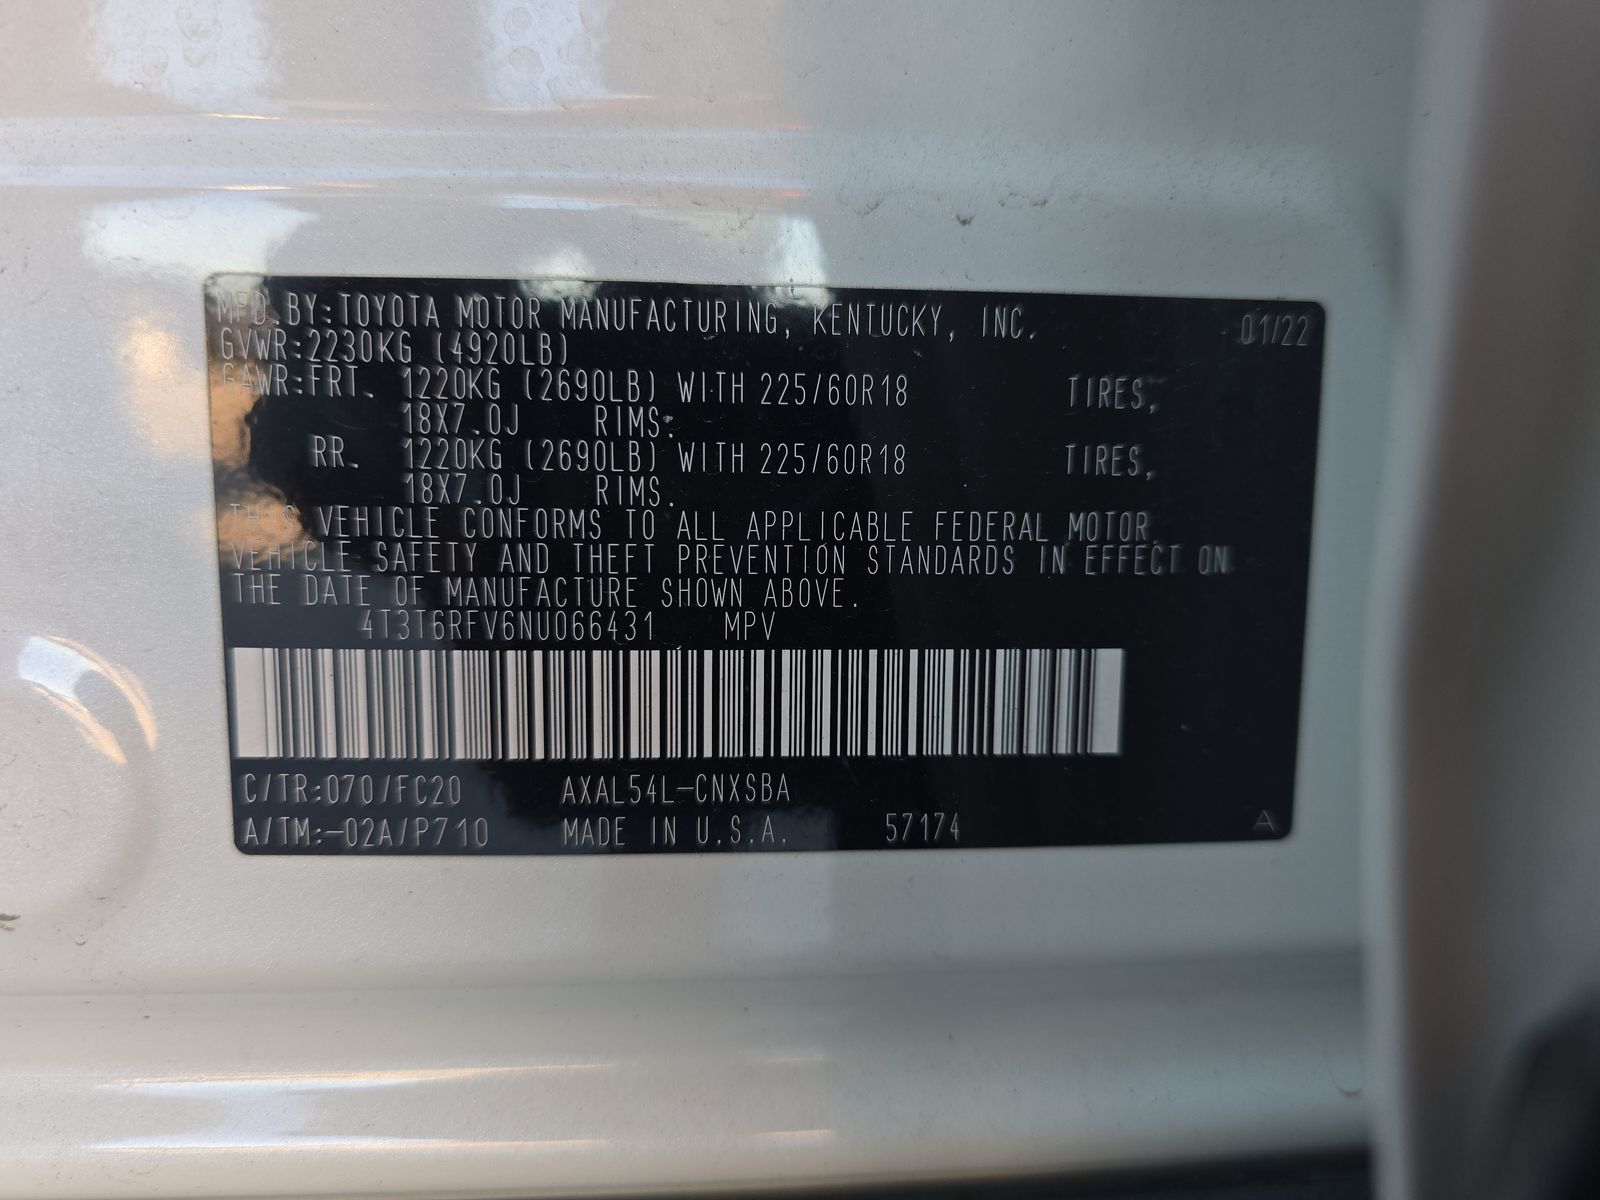 MFD.BY:TOYOTA MOTOR MANUFACTURING, KENTUCKY, INC. 01/22
GVWR:2230KG (4920LB)
GAWR:FRT. 1220KG (2690LB) WITH 225/60R18 TIRES,
18X7.0J RIMS;
RR. 1220KG (2690LB) WITH 225/60R18 TIRES,
18X7.0J RIMS.
THIS VEHICLE CONFORMS TO ALL APPLICABLE FEDERAL MOTOR
VEHICLE SAFETY AND THEFT PREVENTION STANDARDS IN EFFECT ON
THE DATE OF MANUFACTURE SHOWN ABOVE.
4T3T6RFV6NU066431 MPV
C/TR:070/FC20 AXAL54L-CNXSBA
A/TM:-02A/P710 MADE IN U.S.A. 57174 A